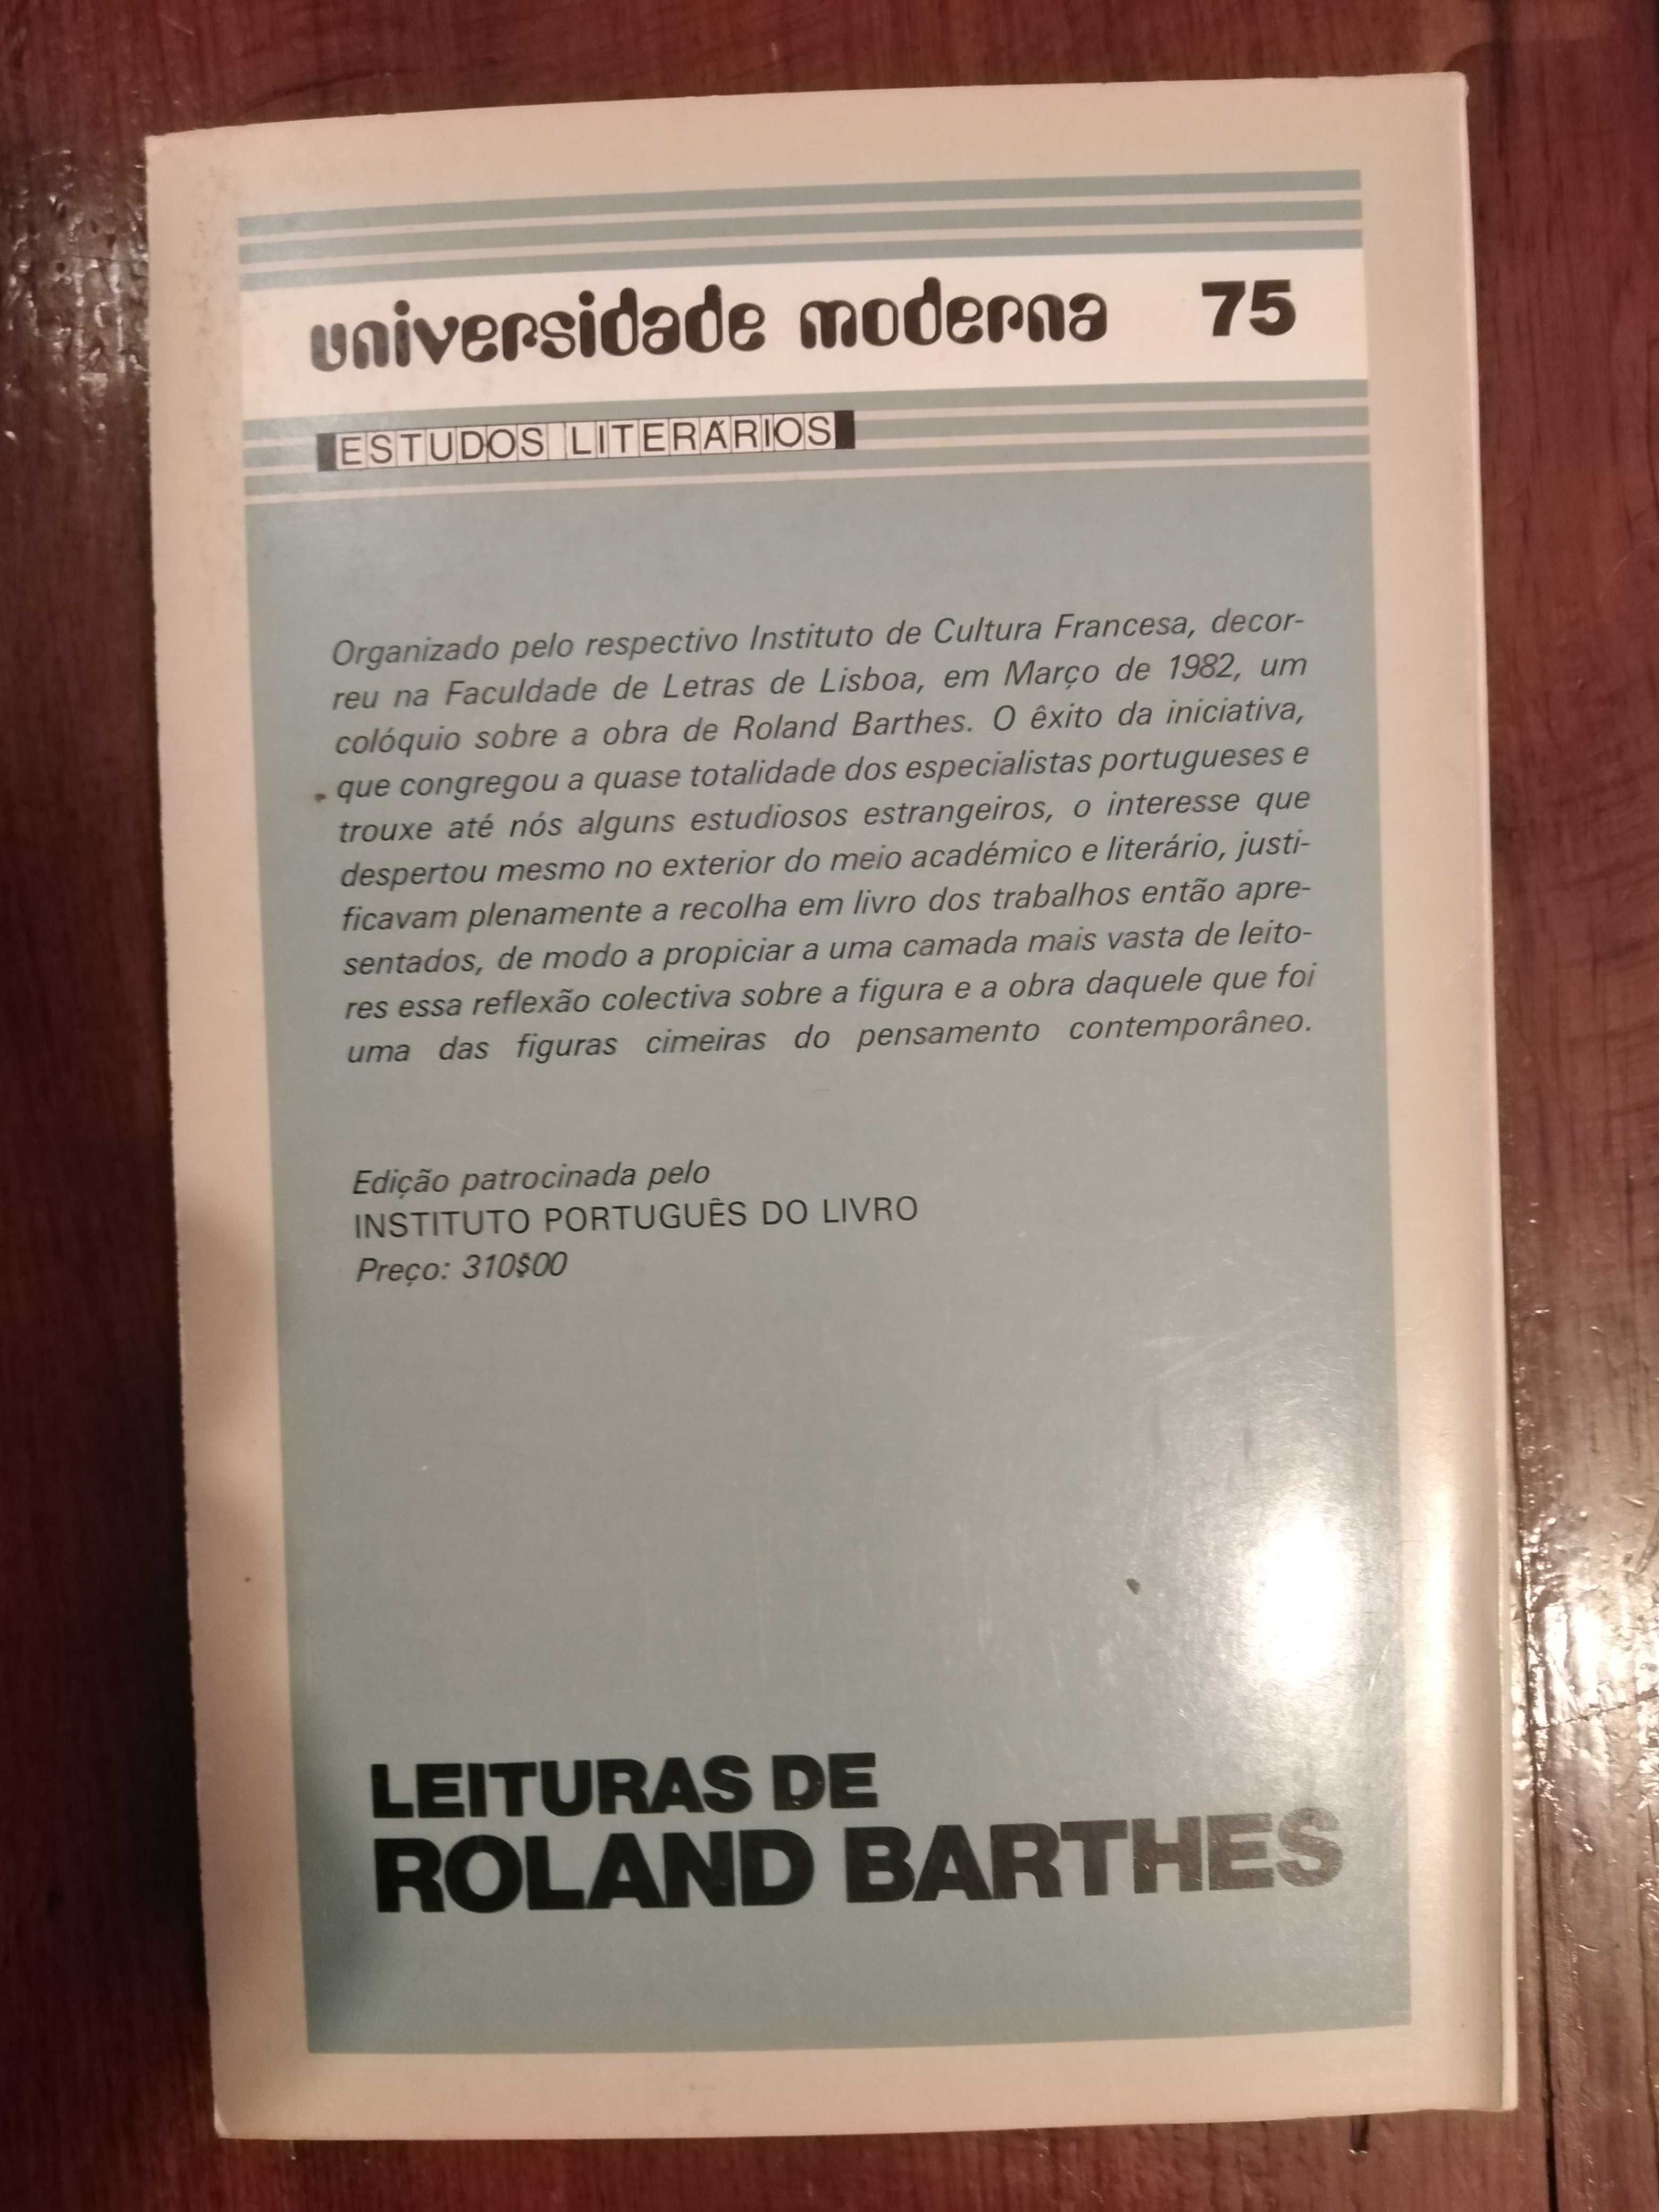 universidade moderna 75
ESTUDOS LITERÁRIOS
Organizado pelo respectivo Instituto de Cultura Francesa, decor-
reu na Faculdade de Letras de Lisboa, em Março de 1982, um
colóquio sobre a obra de Roland Barthes. O êxito da iniciativa,
que congregou a quase totalidade dos especialistas portugueses e
trouxe até nós alguns estudiosos estrangeiros, o interesse que
despertou mesmo no exterior do meio académico e literário, justi-
ficavam plenamente a recolha em livro dos trabalhos então apre-
sentados, de modo a propiciar a uma camada mais vasta de leito-
res essa reflexão colectiva sobre a figura e a obra daquele que foi
uma das figuras cimeiras do pensamento contemporâneo.
Edição patrocinada pelo
INSTITUTO PORTUGUÊS DO LIVRO
Preço: 310$00
LEITURAS DE
ROLAND BARTHES